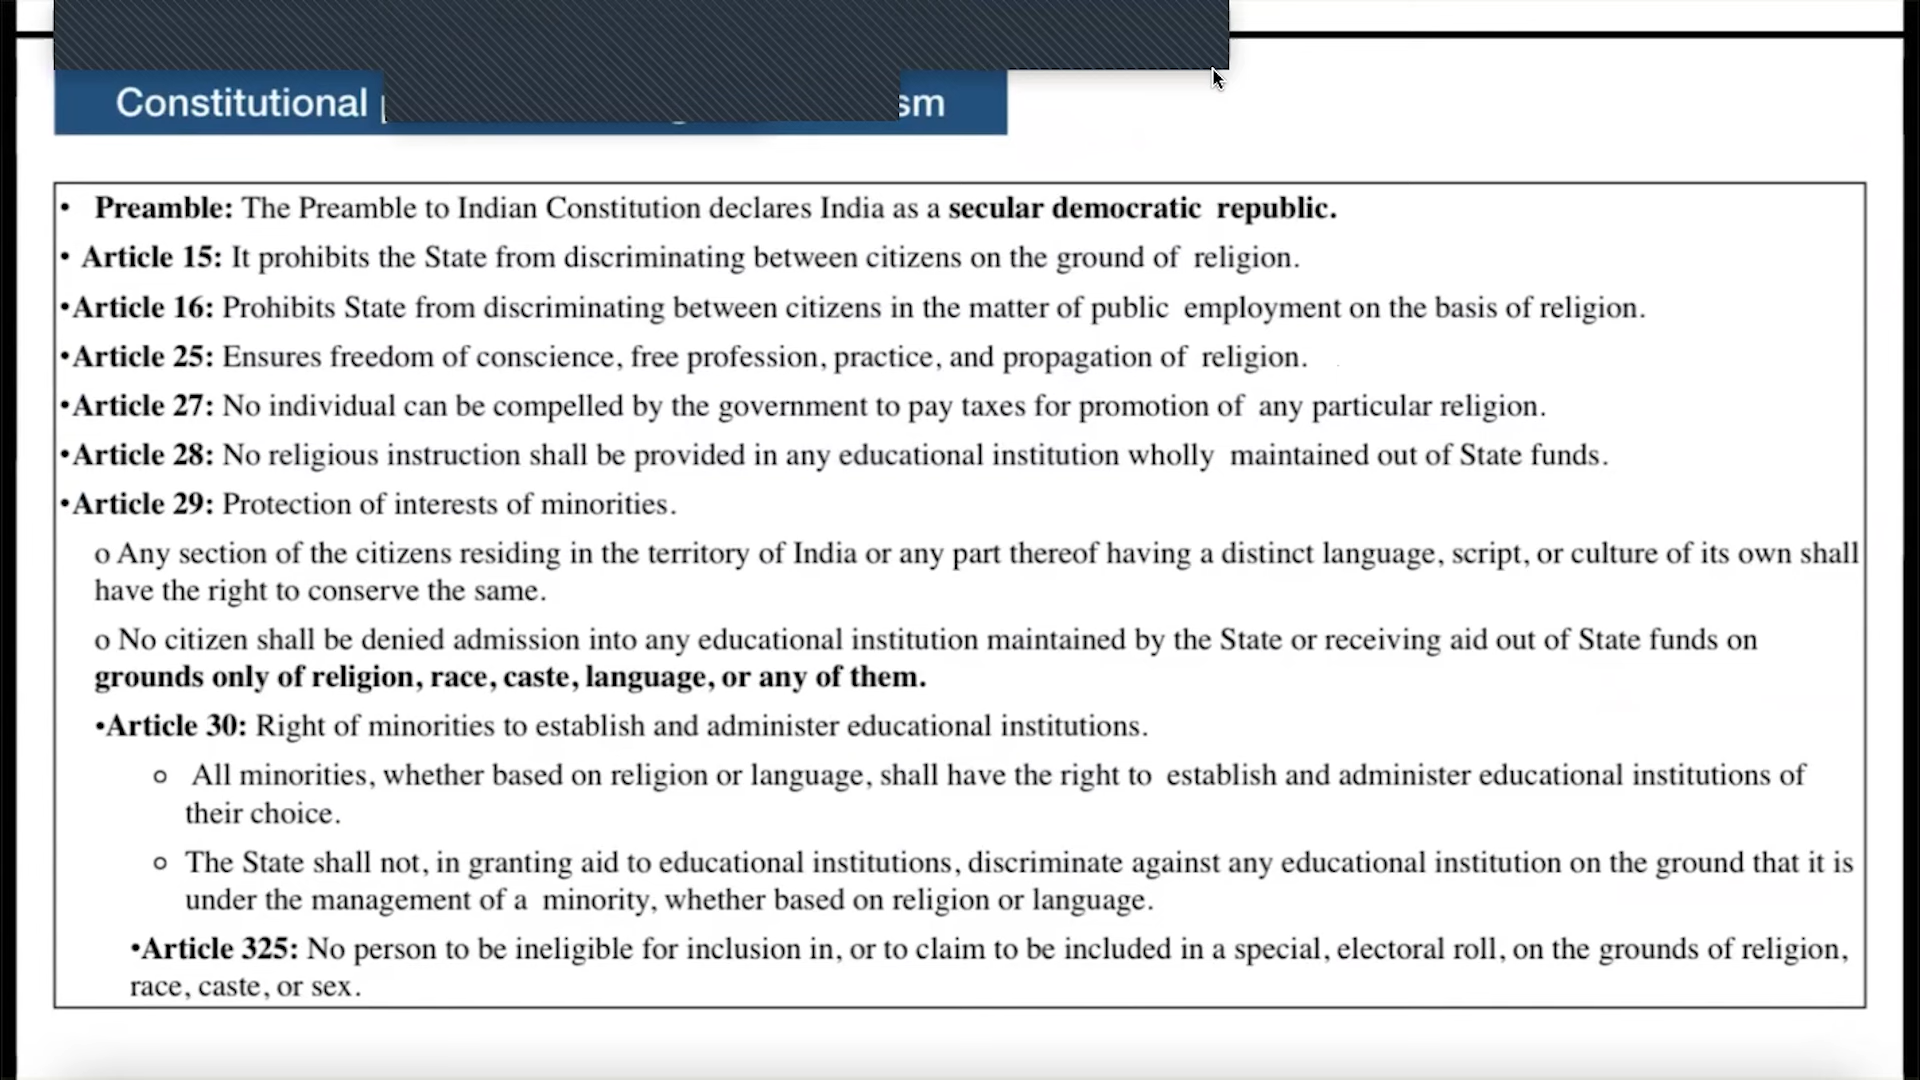 Constitutional
• Preamble: The Preamble to Indian Constitution declares India as a secular democratic republic.
• Article 15: It prohibits the State from discriminating between citizens on the ground of religion.
•Article 16: Prohibits State from discriminating between citizens in the matter of public employment on the basis of religion.
•Article 25: Ensures freedom of conscience, free profession, practice, and propagation of religion.
•Article 27: No individual can be compelled by the government to pay taxes for promotion of any particular religion.
•Article 28: No religious instruction shall be provided in any educational institution wholly maintained out of State funds.
•Article 29: Protection of interests of minorities.
o Any section of the citizens residing in the territory of India or any part thereof having a distinct language, script, or culture of its own shall
have the right to conserve the same.
o No citizen shall be denied admission into any educational institution maintained by the State or receiving aid out of State funds on
grounds only of religion, race, caste, language, or any of them.
•Article 30: Right of minorities to establish and administer educational institutions.
o All minorities, whether based on religion or language, shall have the right to establish and administer educational institutions of
their choice.
o The State shall not, in granting aid to educational institutions, discriminate against any educational institution on the ground that it is
under the management of a minority, whether based on religion or language.
•Article 325: No person to be ineligible for inclusion in, or to claim to be included in a special, electoral roll, on the grounds of religion,
race, caste, or sex.